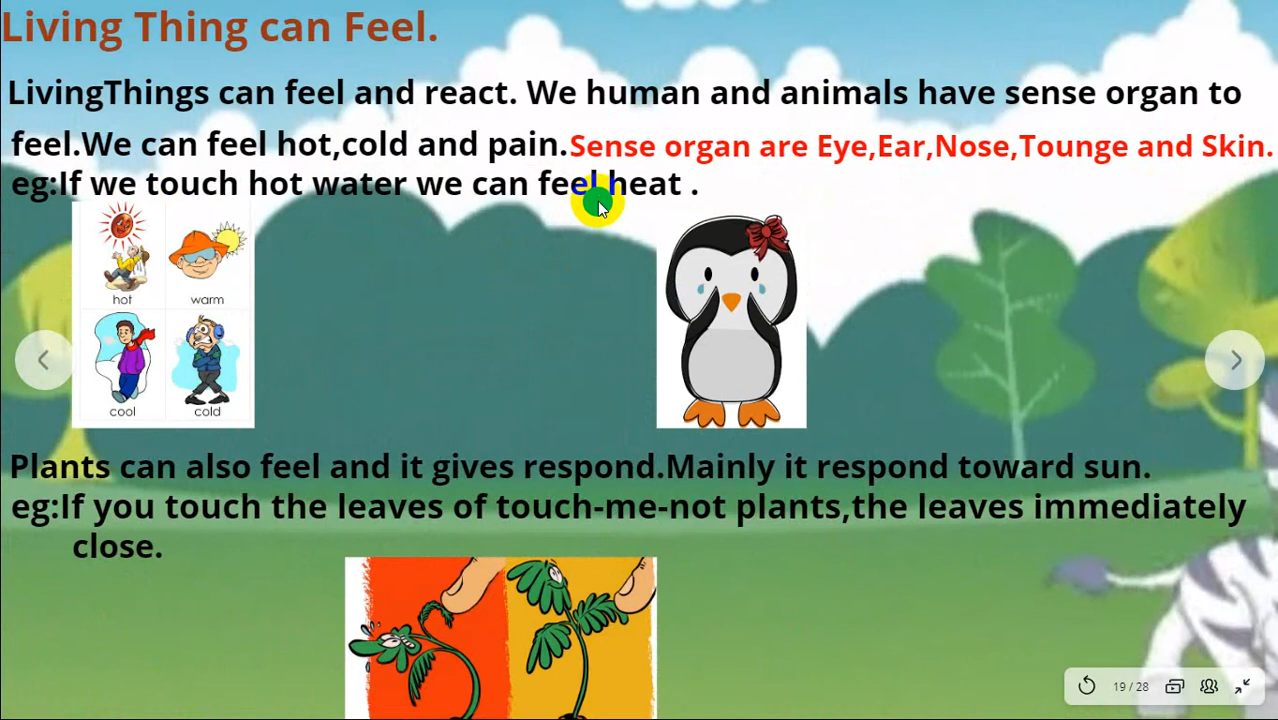 Living Thing can Feel.
LivingThings can feel and react. We human and animals have sense organ to
feel.We can feel hot,cold and pain.Sense organ are Eye,Ear,Nose,Tounge and Skin.
eg:If we touch hot water we can feel heat .
hot warm
cool cold
Plants can also feel and it gives respond.Mainly it respond toward sun.
eg:If you touch the leaves of touch-me-not plants,the leaves immediately
close.
19 / 28